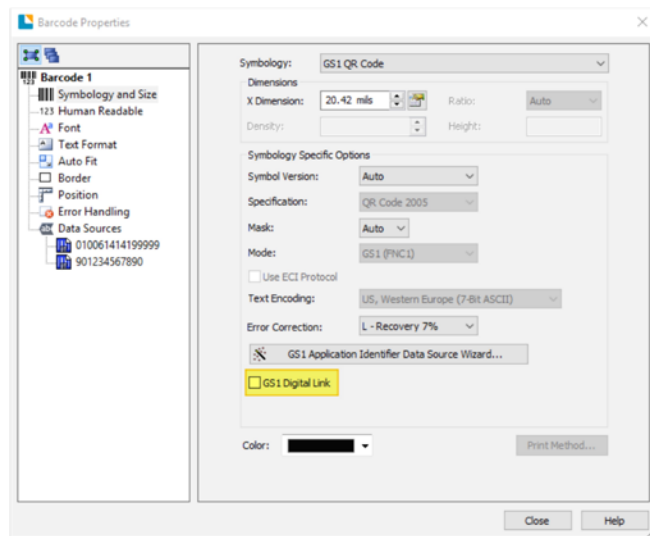 Barcode Properties
Barcode 1
Symbology and Size
123 Human Readable
Font
Text Format
Auto Fit
Border
Position
Error Handling
Data Sources
010061414199999
901234567890
Symbology: GS1 QR Code
Dimensions
X Dimension: 20.42 mils Ratio: Auto
Density: Height:
Symbology Specific Options
Symbol Version: Auto
Specification: QR Code 2005
Mask: Auto
Mode: GS1 (FNC1)
Use ECI Protocol
Text Encoding: US, Western Europe (7-Bit ASCII)
Error Correction: L - Recovery 7%
GS1 Application Identifier Data Source Wizard...
GS1 Digital Link
Color: Print Method...
Close Help